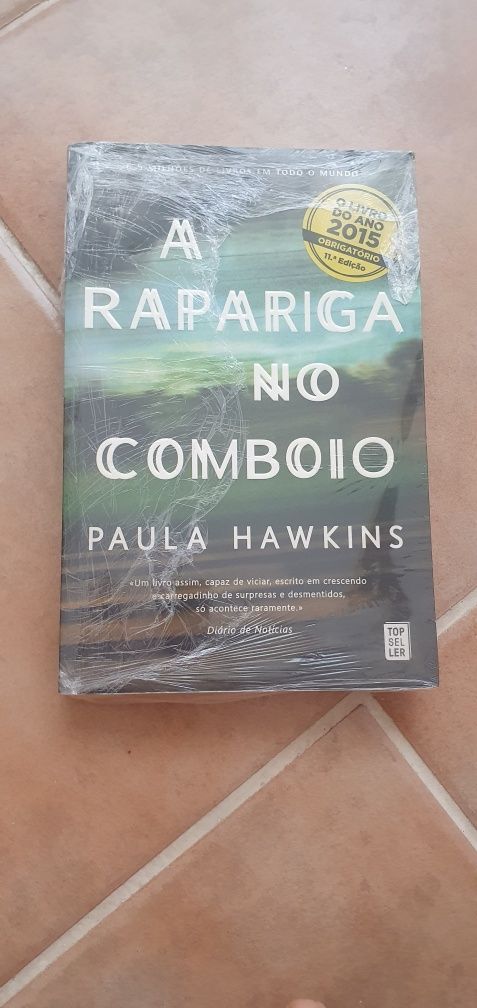 MILHÕES DE LIVROS EM TODO O MUNDO
O LIVRO
DO ANO
2015
OBRIGATÓRIO
11.ª Edição
A
RAPARIGA
NO
COMBOIO
PAULA HAWKINS
«Um livro assim, capaz de viciar, escrito em crescendo
e carregadinho de surpresas e desmentidos,
só acontece raramente.»
Diário de Notícias
TOP
SEL
LER